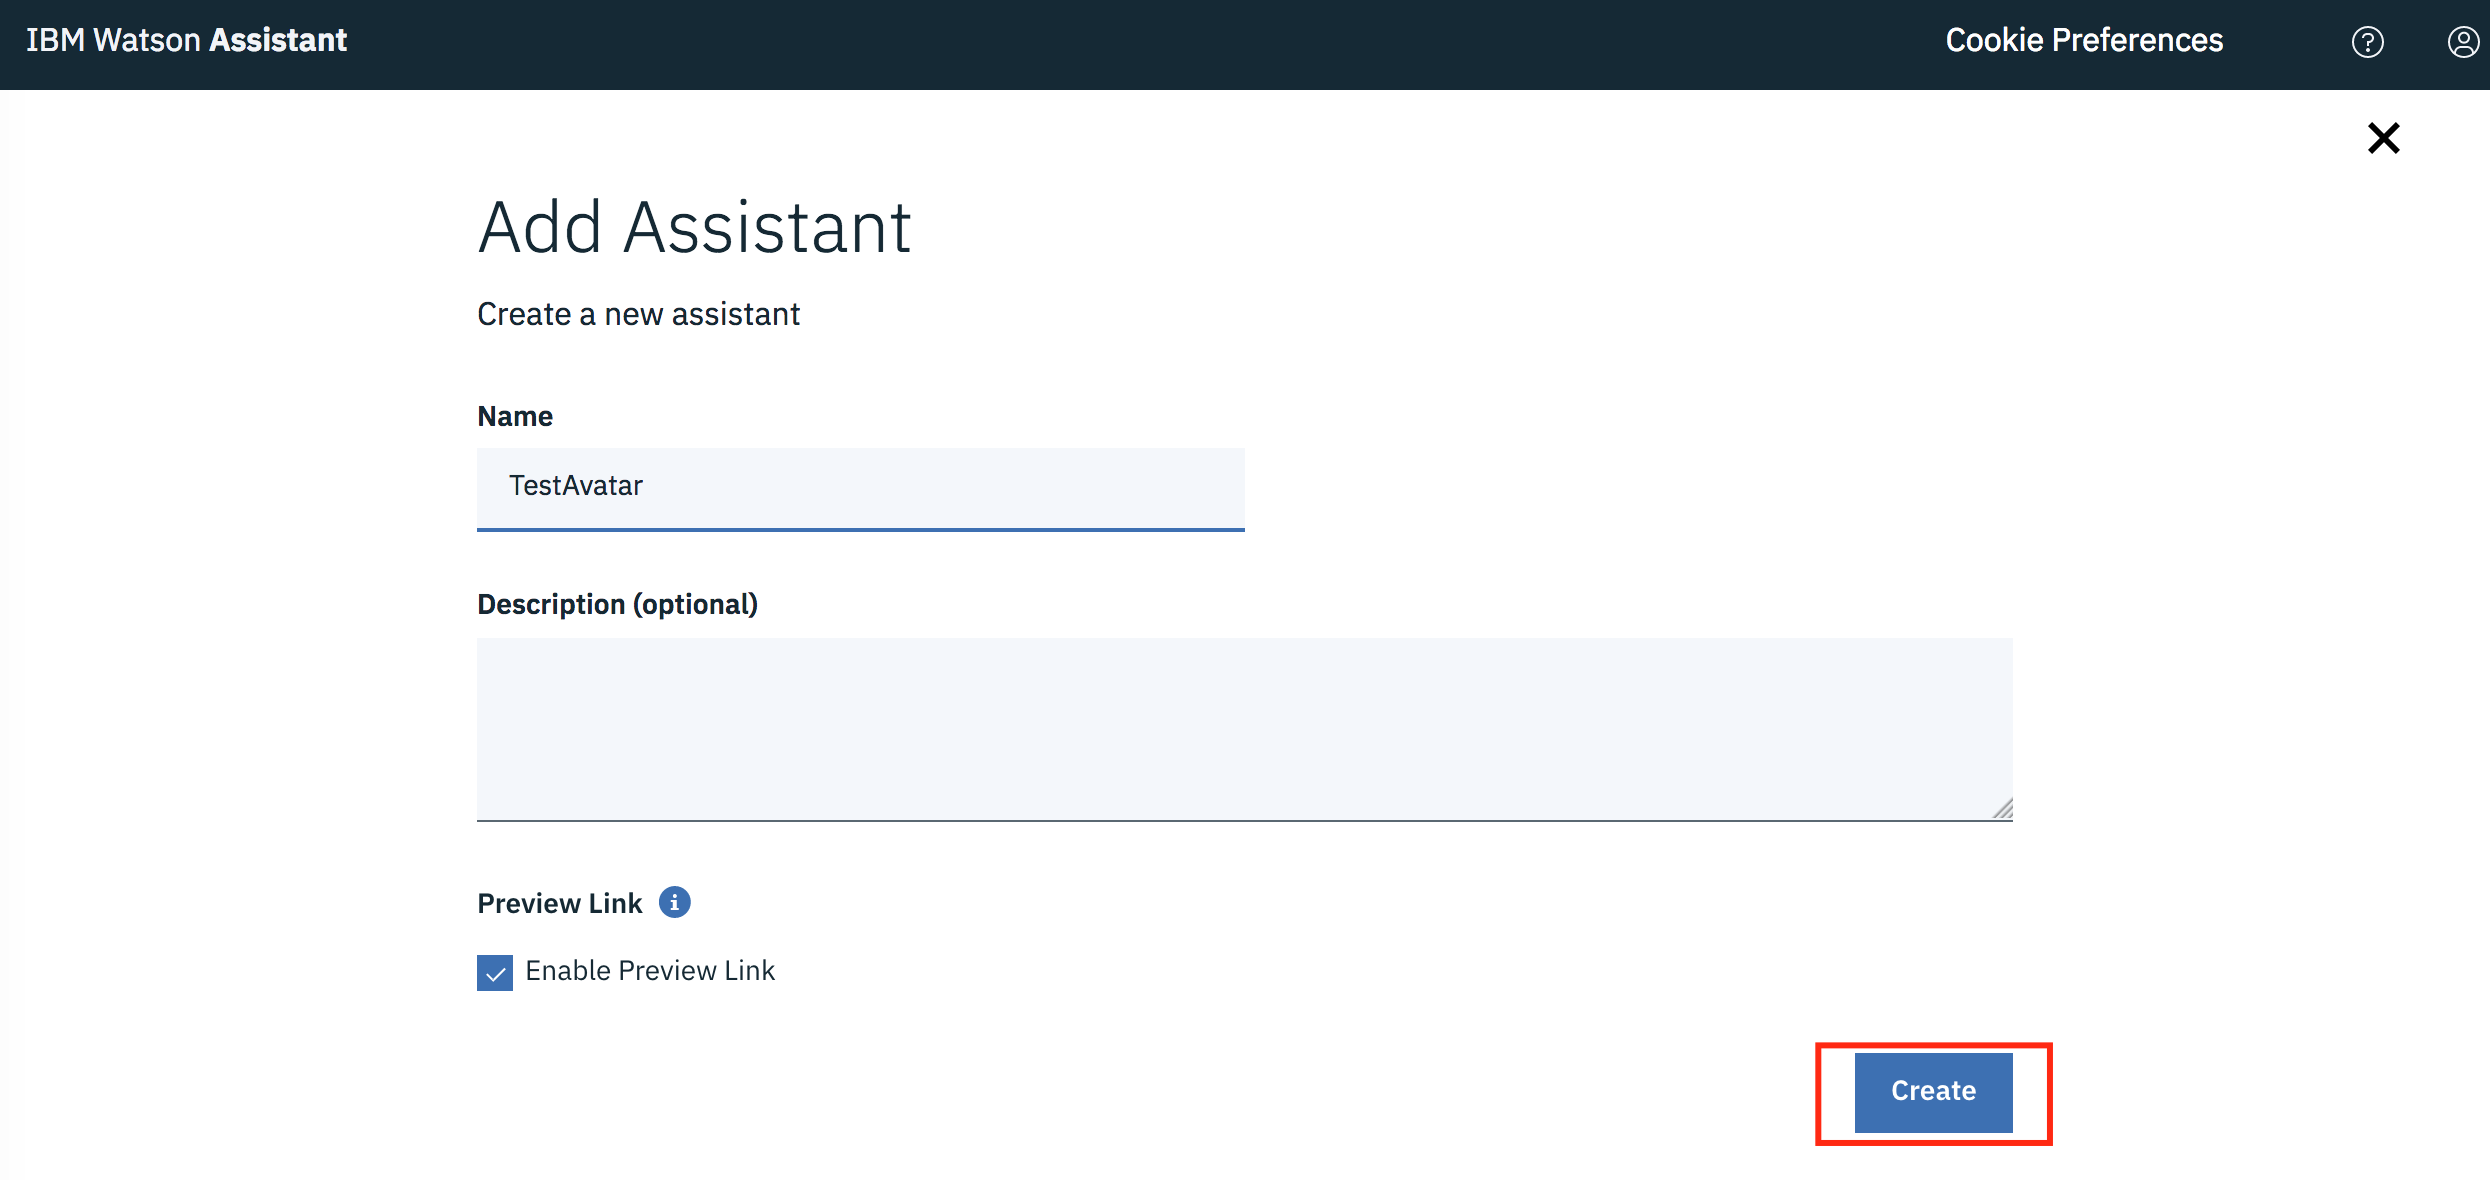 IBM Watson Assistant
Cookie Preferences
Add Assistant
Create a new assistant
Name
TestAvatar
Description (optional)
Preview Link
Enable Preview Link
Create